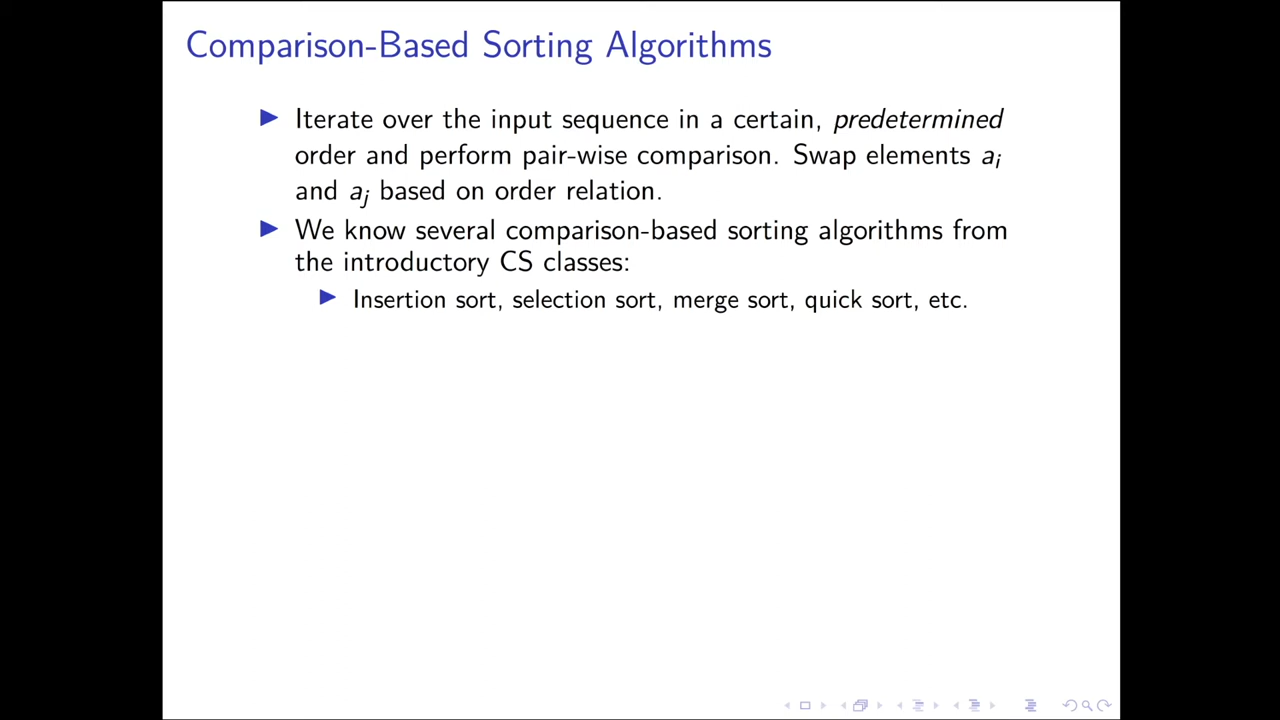 Comparison-Based Sorting Algorithms
Iterate over the input sequence in a certain, predetermined
order and perform pair-wise comparison. Swap elements a_i
and a_j based on order relation.
We know several comparison-based sorting algorithms from
the introductory CS classes:
Insertion sort, selection sort, merge sort, quick sort, etc.